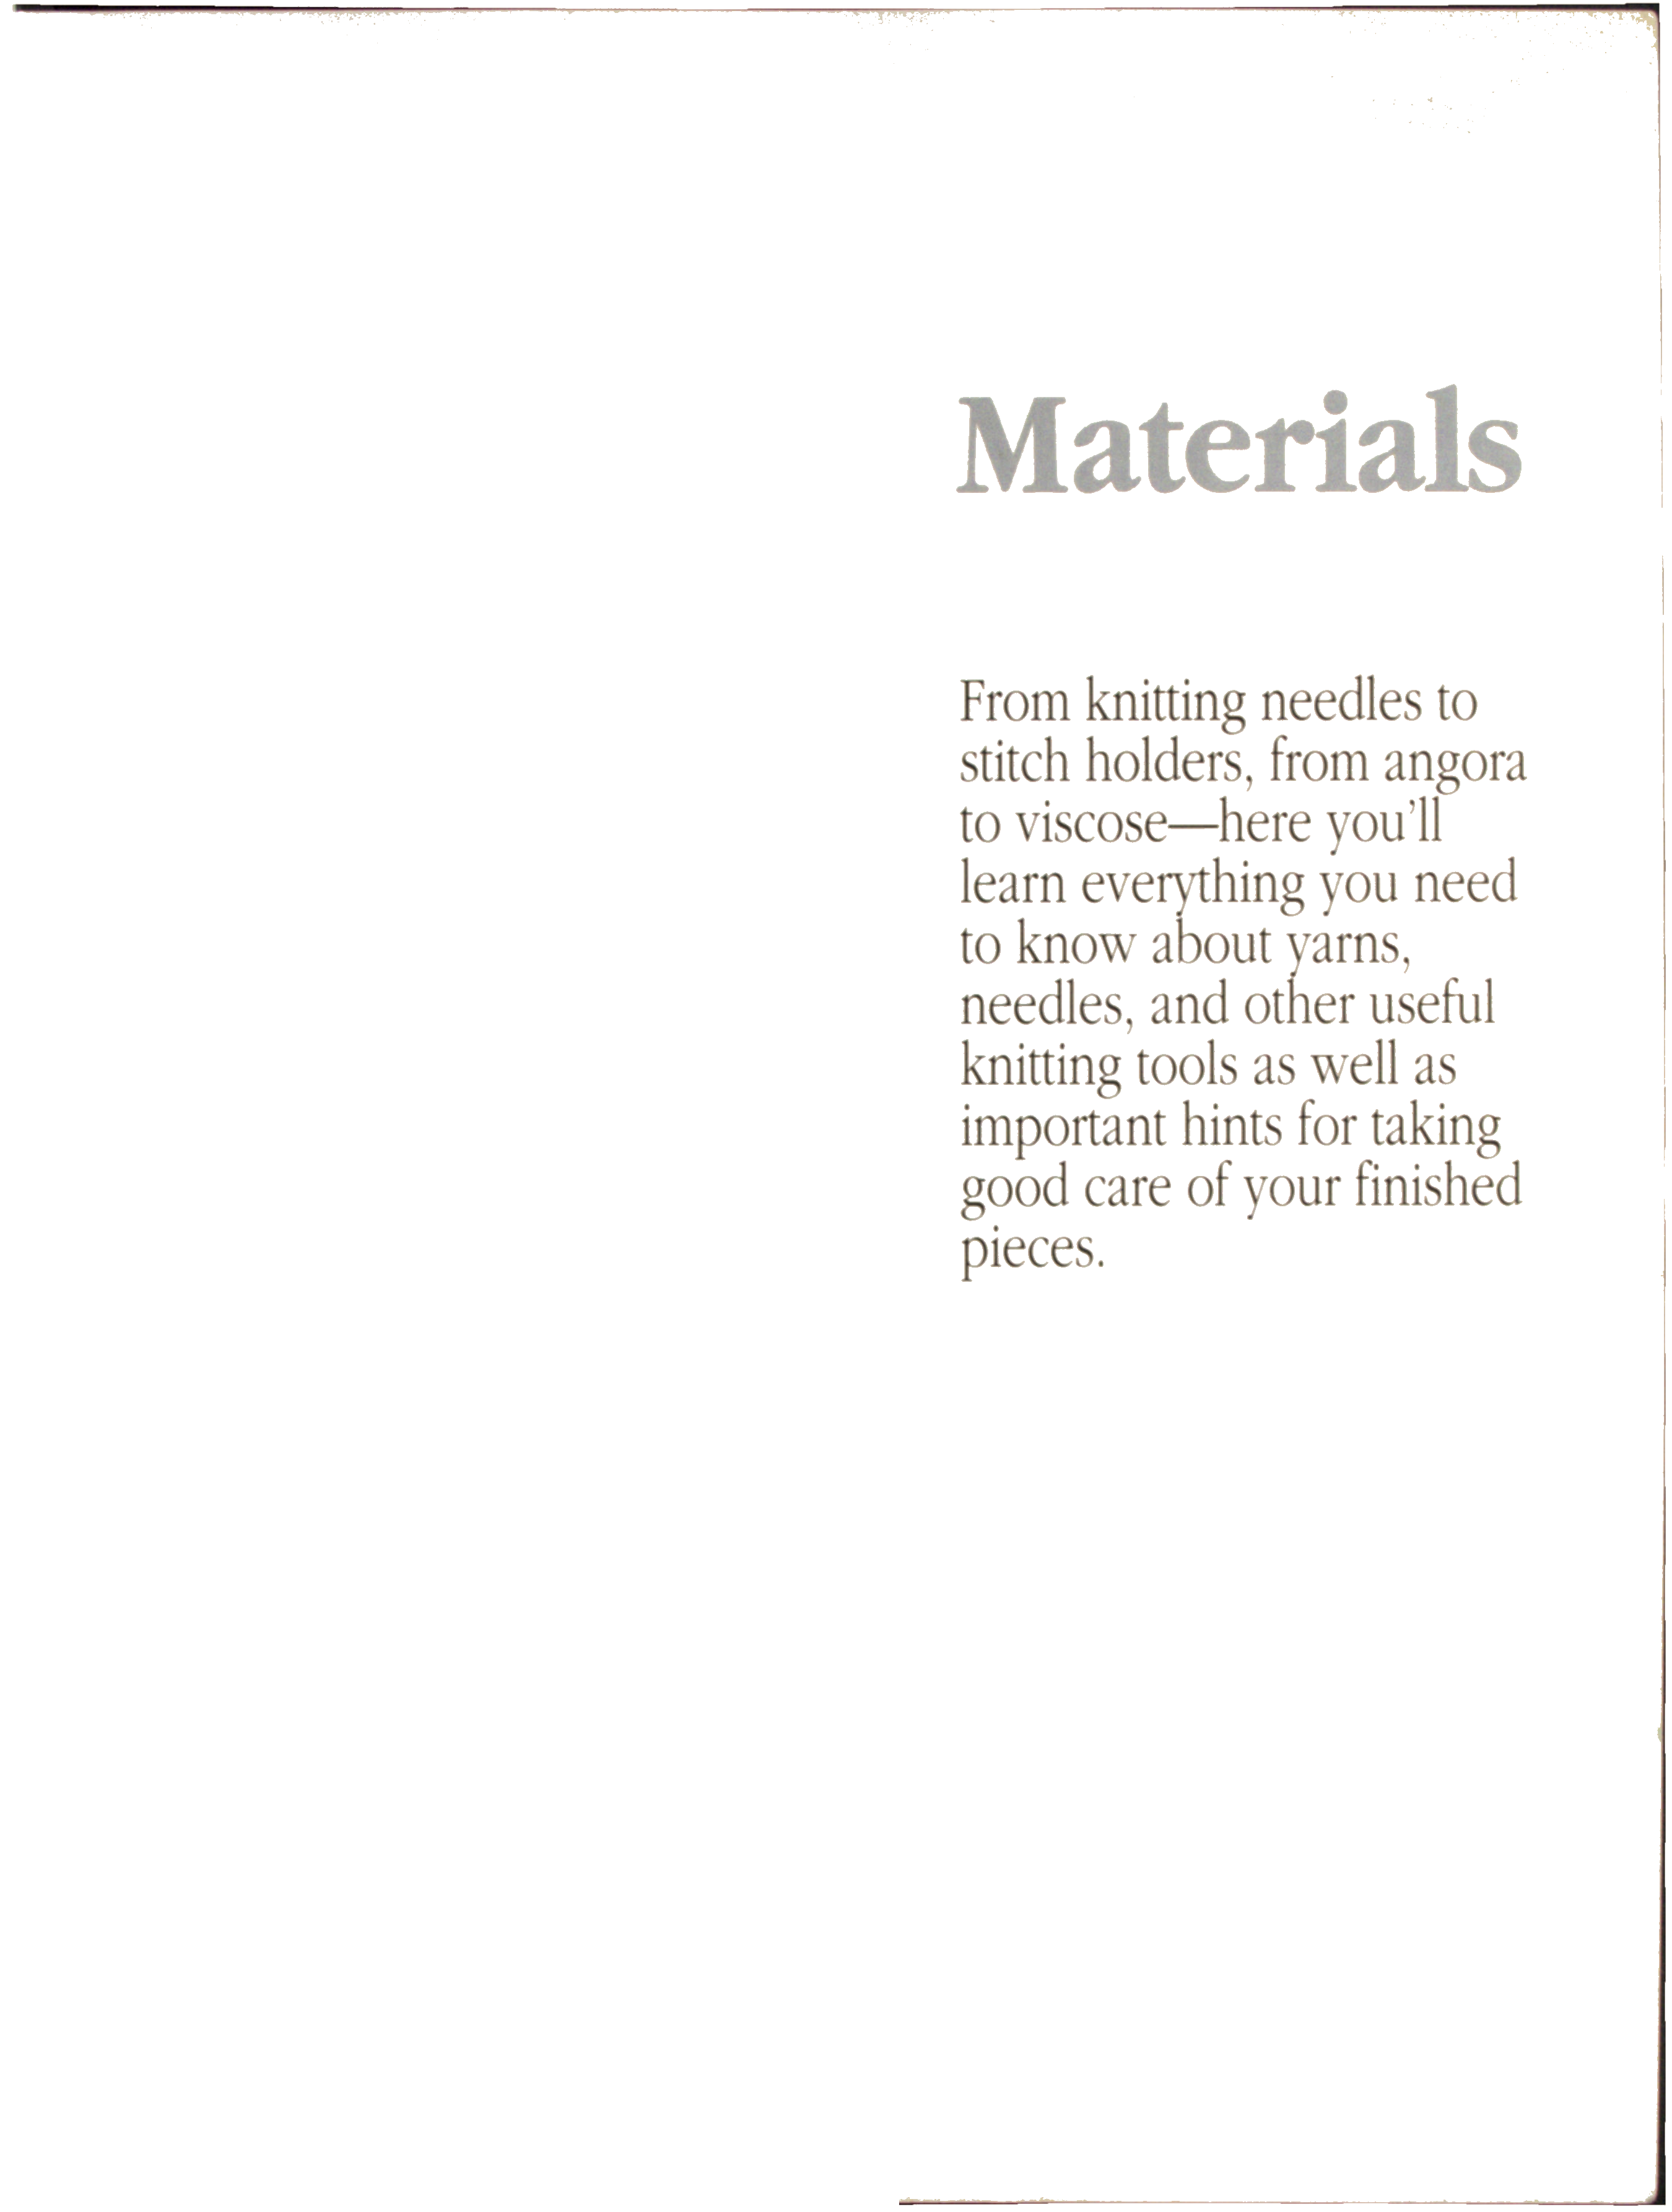 Materials
From knitting needles to
stitch holders, from angora
to viscose—here you'll
learn everything you need
to know about yarns,
needles, and other useful
knitting tools as well as
important hints for taking
good care of your finished
pieces.